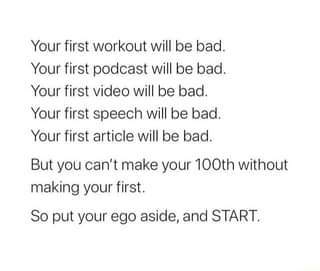 Your first workout will be bad.
Your first podcast will be bad.
Your first video will be bad.
Your first speech will be bad.
Your first article will be bad.
But you can't make your 100th without
making your first.
So put your ego aside, and START.